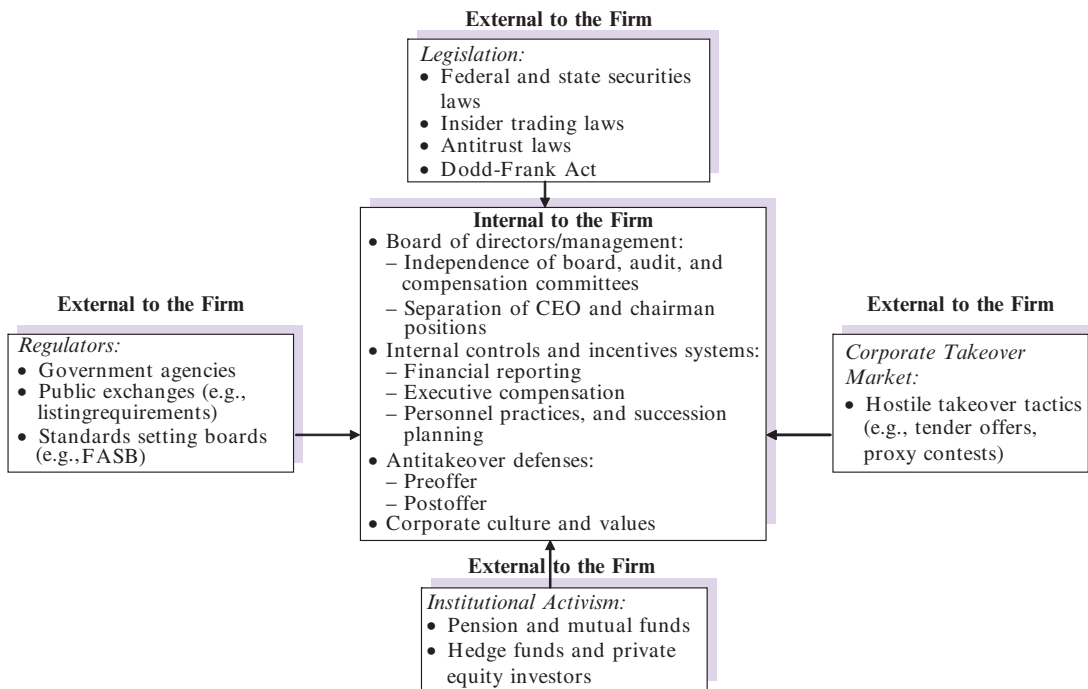 External to the Firm
Legislation:
• Federal and state securities
laws
• Insider trading laws
• Antitrust laws
• Dodd-Frank Act
Internal to the Firm
• Board of directors/management:
– Independence of board, audit, and
compensation committees
– Separation of CEO and chairman
positions
• Internal controls and incentives systems:
– Financial reporting
– Executive compensation
– Personnel practices, and succession
planning
• Antitakeover defenses:
– Preoffer
– Postoffer
• Corporate culture and values
External to the Firm
Regulators:
• Government agencies
• Public exchanges (e.g.,
listingrequirements)
• Standards setting boards
(e.g.,FASB)
External to the Firm
Corporate Takeover
Market:
• Hostile takeover tactics
(e.g., tender offers,
proxy contests)
External to the Firm
Institutional Activism:
• Pension and mutual funds
• Hedge funds and private
equity investors